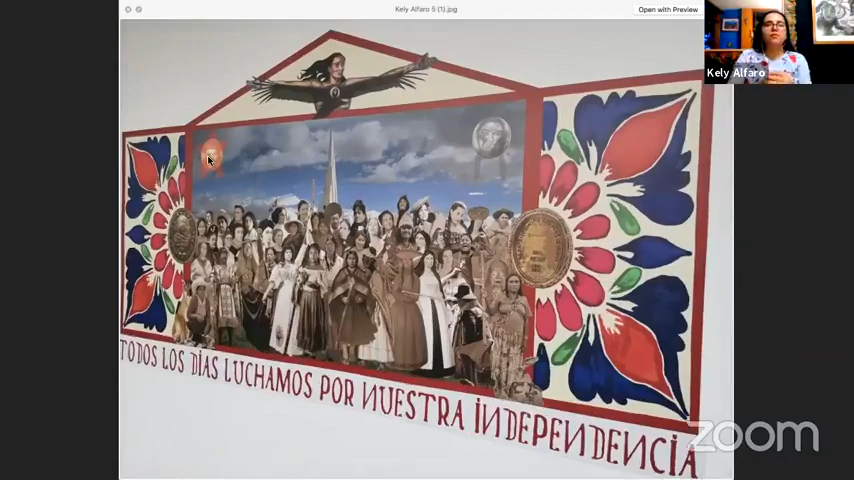 Kely Alfaro 5 (1).jpg
Open with Preview
Kely Alfaro
TODOS LOS DÍAS LUCHAMOS POR NUESTRA INDEPENDENCIA
zoom